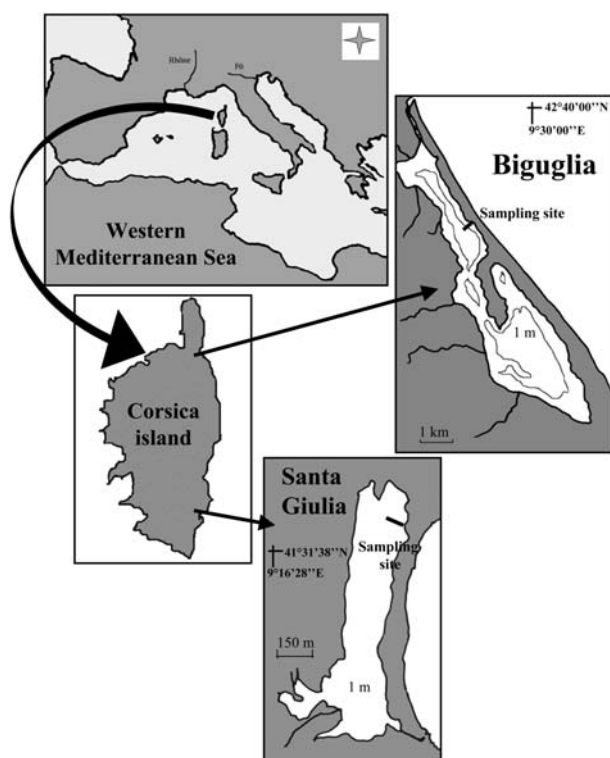 Rhône
Pô
Western
Mediterranean Sea
42°40'00''N
9°30'00''E
Biguglia
Sampling site
1 m
1 km
Corsica
island
Santa
Giulia
41°31'38''N
9°16'28''E
Sampling
site
150 m
1 m